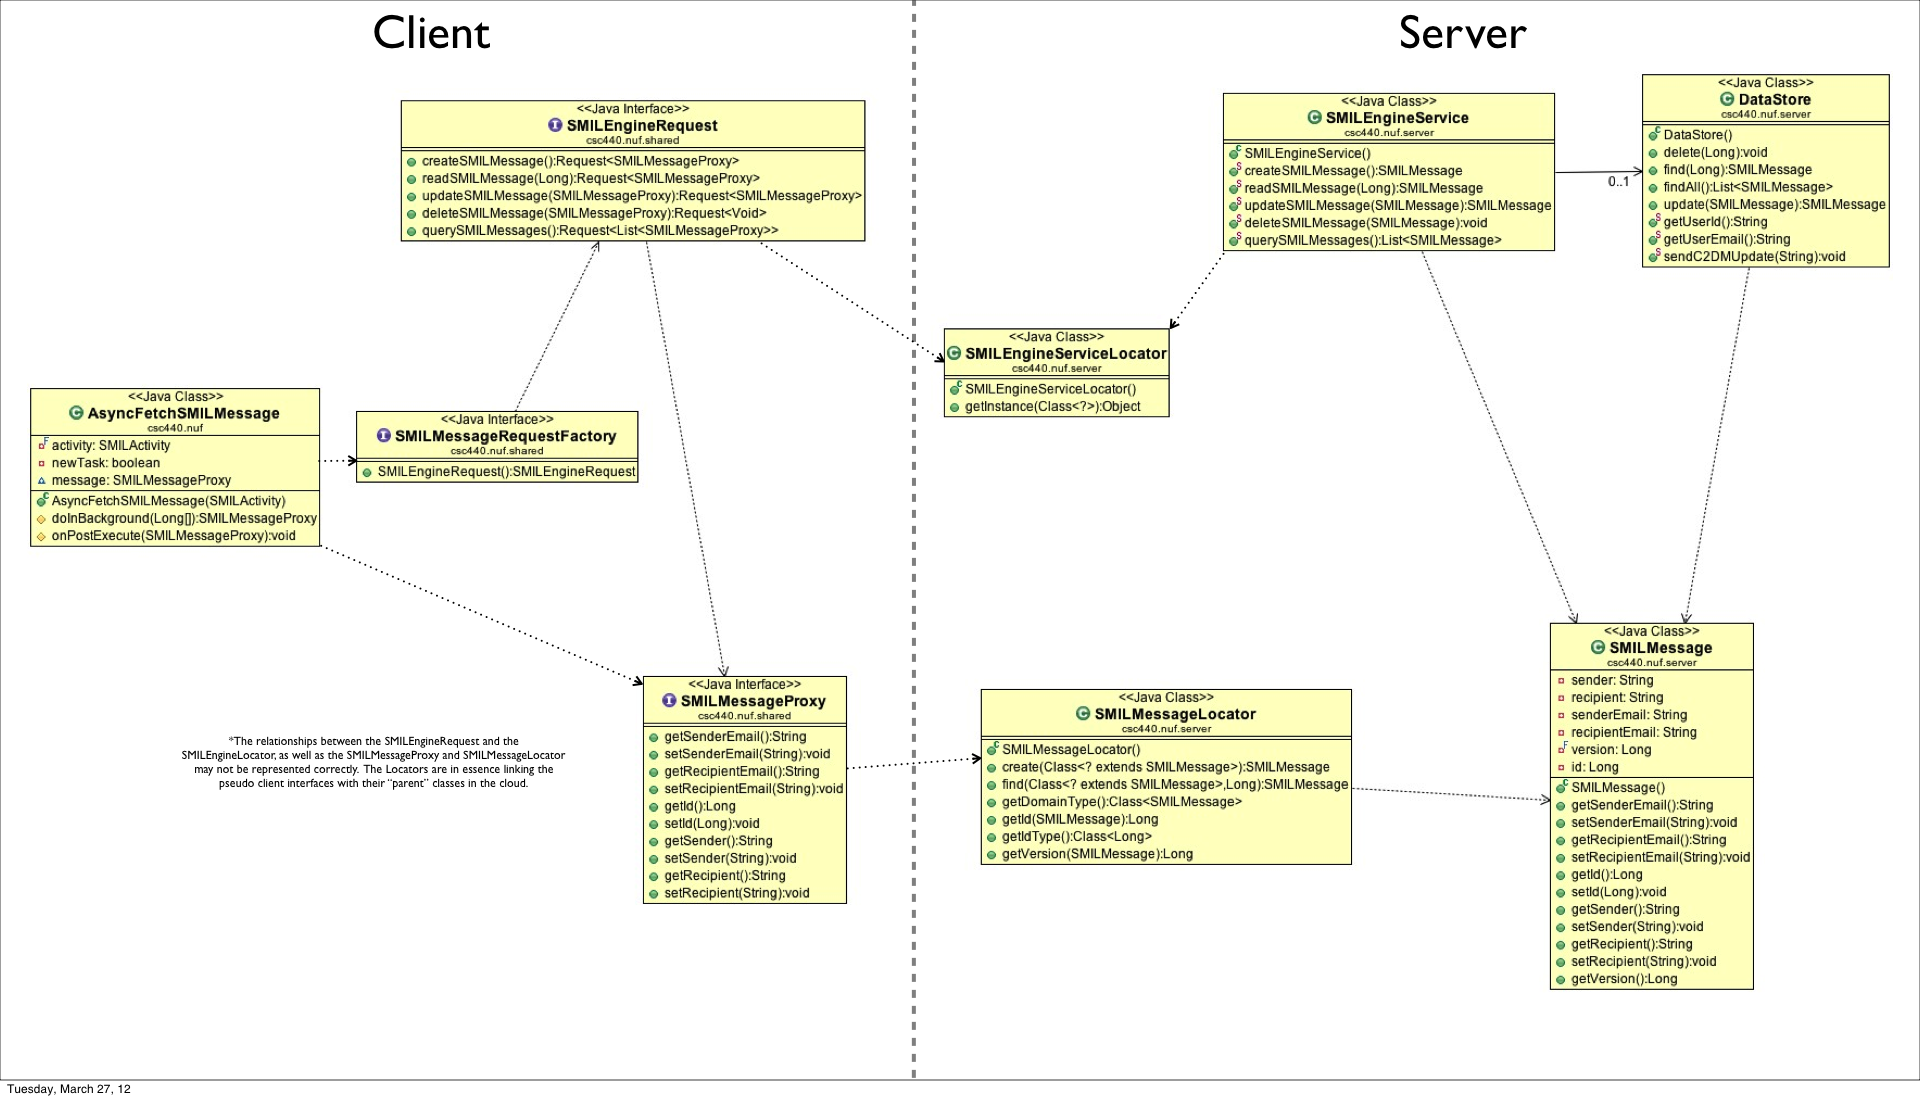 Client
Server
<<Java Interface>>
SMILEngineRequest
csc440.nuf.shared
createSMILMessage():Request<SMILMessageProxy>
readSMILMessage(Long):Request<SMILMessageProxy>
updateSMILMessage(SMILMessageProxy):Request<SMILMessageProxy>
deleteSMILMessage(SMILMessageProxy):Request<Void>
querySMILMessages():Request<List<SMILMessageProxy>>
<<Java Class>>
SMILEngineService
csc440.nuf.server
SMILEngineService()
createSMILMessage():SMILMessage
readSMILMessage(Long):SMILMessage
updateSMILMessage(SMILMessage):SMILMessage
deleteSMILMessage(SMILMessage):void
querySMILMessages():List<SMILMessage>
0..1
<<Java Class>>
DataStore
csc440.nuf.server
DataStore()
delete(Long):void
find(Long):SMILMessage
findAll():List<SMILMessage>
update(SMILMessage):SMILMessage
getUserId():String
getUserEmail():String
sendC2DMUpdate(String):void
<<Java Class>>
SMILEngineServiceLocator
csc440.nuf.server
SMILEngineServiceLocator()
getInstance(Class<?>):Object
<<Java Class>>
AsyncFetchSMILMessage
csc440.nuf
activity: SMILActivity
newTask: boolean
message: SMILMessageProxy
AsyncFetchSMILMessage(SMILActivity)
doInBackground(Long[]):SMILMessageProxy
onPostExecute(SMILMessageProxy):void
<<Java Interface>>
SMILMessageRequestFactory
csc440.nuf.shared
SMILEngineRequest():SMILEngineRequest
<<Java Interface>>
SMILMessageProxy
csc440.nuf.shared
getSenderEmail():String
setSenderEmail(String):void
getRecipientEmail():String
setRecipientEmail(String):void
getId():Long
setId(Long):void
getSender():String
setSender(String):void
getRecipient():String
setRecipient(String):void
*The relationships between the SMILEngineRequest and the
SMILEngineLocator, as well as the SMILMessageProxy and SMILMessageLocator
may not be represented correctly. The Locators are in essence linking the
pseudo client interfaces with their "parent" classes in the cloud.
<<Java Class>>
SMILMessageLocator
csc440.nuf.server
SMILMessageLocator()
create(Class<? extends SMILMessage>):SMILMessage
find(Class<? extends SMILMessage>,Long):SMILMessage
getDomainType():Class<SMILMessage>
getId(SMILMessage):Long
getIdType():Class<Long>
getVersion(SMILMessage):Long
<<Java Class>>
SMILMessage
csc440.nuf.server
sender: String
recipient: String
senderEmail: String
recipientEmail: String
version: Long
id: Long
SMILMessage()
getSenderEmail():String
setSenderEmail(String):void
getRecipientEmail():String
setRecipientEmail(String):void
getId():Long
setId(Long):void
getSender():String
setSender(String):void
getRecipient():String
setRecipient(String):void
getVersion():Long
Tuesday, March 27, 12